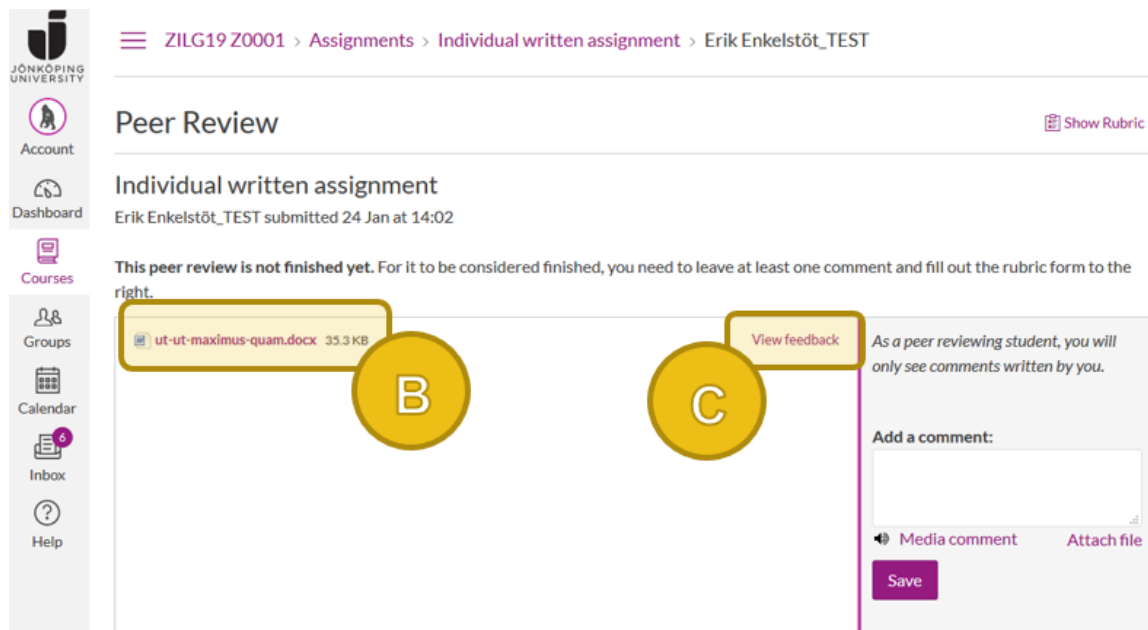 JÖNKÖPING
UNIVERSITY
Account
Dashboard
Courses
Groups
Calendar
6
Inbox
Help
ZILG19 Z0001 > Assignments > Individual written assignment > Erik Enkelstöt_TEST
Peer Review
Show Rubric
Individual written assignment
Erik Enkelstöt_TEST submitted 24 Jan at 14:02
This peer review is not finished yet. For it to be considered finished, you need to leave at least one comment and fill out the rubric form to the
right.
ut-ut-maximus-quam.docx 35.3 KB
View feedback
B
C
As a peer reviewing student, you will
only see comments written by you.
Add a comment:
Media comment
Attach file
Save